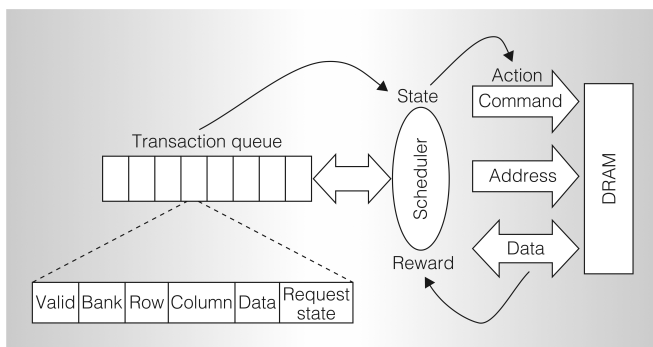 Action
State
Command
Transaction queue
Scheduler
Address
DRAM
Data
Reward
Valid Bank Row Column Data Request
state